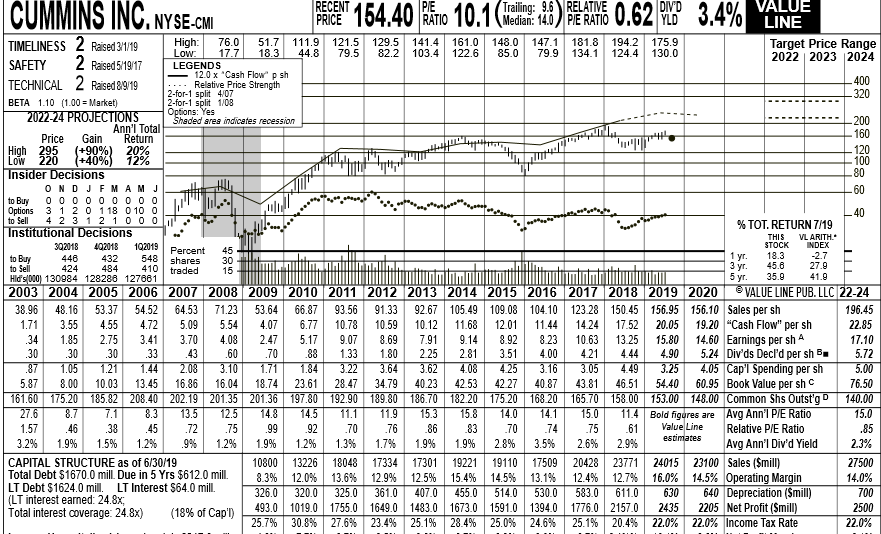 CUMMINS INC. NYSE-CMI RECENT PRICE 154.40 P/E RATIO 10.1 (Trailing: 9.6 Median: 14.0) RELATIVE P/E RATIO 0.62 DIV'D YLD 3.4% VALUE LINE
TIMELINESS 2 Raised 3/1/19
SAFETY 2 Raised 5/19/17
TECHNICAL 2 Raised 8/9/19
BETA 1.10 (1.00 = Market)
High: 76.0 51.7 111.9 121.5 129.5 141.4 161.0 148.0 147.1 181.8 194.2 175.9
Low: 17.7 18.3 44.8 79.5 82.2 103.4 122.6 85.0 79.9 134.1 124.4 130.0
Target Price Range
2022 2023 2024
LEGENDS
12.0 x "Cash Flow" p sh
Relative Price Strength
2-for-1 split 4/07
2-for-1 split 1/08
Options: Yes
Shaded area indicates recession
400
320
200
160
120
100
80
60
40
2022-24 PROJECTIONS
Ann'l Total
Price Gain Return
High 295 (+90%) 20%
Low 220 (+40%) 12%
Insider Decisions
O N D J F M A M J
to Buy 0 0 0 0 0 0 0 0 0
Options 3 1 2 0 1 18 0 10 0
to Sell 4 2 3 1 2 1 0 0 0
Institutional Decisions
3Q2018 4Q2018 1Q2019
to Buy 446 432 548
to Sell 424 484 410
Hld's(000) 130984 128286 127661
Percent shares traded
45
30
15
% TOT. RETURN 7/19
THIS STOCK VL ARITH.* INDEX
1 yr. 18.3 -2.7
3 yr. 45.6 27.9
5 yr. 35.9 41.9
2003 2004 2005 2006 2007 2008 2009 2010 2011 2012 2013 2014 2015 2016 2017 2018 2019 2020 © VALUE LINE PUB. LLC 22-24
38.96 48.16 53.37 54.52 64.53 71.23 53.64 66.87 93.56 91.33 92.67 105.49 109.08 104.10 123.28 150.45 156.95 156.10 Sales per sh 196.45
1.71 3.55 4.55 4.72 5.09 5.54 4.07 6.77 10.78 10.59 10.12 11.68 12.01 11.44 14.24 17.52 20.05 19.20 "Cash Flow" per sh 22.85
.34 1.85 2.75 3.41 3.70 4.08 2.47 5.17 9.07 8.69 7.91 9.14 8.92 8.23 10.63 13.25 15.80 14.60 Earnings per sh A 17.10
.30 .30 .30 .33 .43 .60 .70 .88 1.33 1.80 2.25 2.81 3.51 4.00 4.21 4.44 4.90 5.24 Div'ds Decl'd per sh B■ 5.72
.87 1.05 1.21 1.44 2.08 3.10 1.71 1.84 3.22 3.64 3.62 4.08 4.25 3.16 3.05 4.49 3.25 4.05 Cap'l Spending per sh 5.00
5.87 8.00 10.03 13.45 16.86 16.04 18.74 23.61 28.47 34.79 40.23 42.53 42.27 40.87 43.81 46.51 54.40 60.95 Book Value per sh C 76.50
161.60 175.20 185.82 208.40 202.19 201.35 201.36 197.80 192.90 189.80 186.70 182.20 175.20 168.20 165.70 158.00 153.00 148.00 Common Shs Outst'g D 140.00
27.6 8.7 7.1 8.3 13.5 12.5 14.8 14.5 11.1 11.9 15.3 15.8 14.0 14.1 15.0 11.4 Bold figures are Avg Ann'l P/E Ratio 15.0
1.57 .46 .38 .45 .72 .75 .99 .92 .70 .76 .86 .83 .70 .74 .75 .61 Value Line Relative P/E Ratio .85
3.2% 1.9% 1.5% 1.2% .9% 1.2% 1.9% 1.2% 1.3% 1.7% 1.9% 1.9% 2.8% 3.5% 2.6% 2.9% estimates Avg Ann'l Div'd Yield 2.3%
CAPITAL STRUCTURE as of 6/30/19
Total Debt $1670.0 mill. Due in 5 Yrs $612.0 mill.
LT Debt $1624.0 mill. LT Interest $64.0 mill.
(LT interest earned: 24.8x;
Total interest coverage: 24.8x) (18% of Cap'l)
10800 13226 18048 17334 17301 19221 19110 17509 20428 23771 24015 23100 Sales ($mill) 27500
8.3% 12.0% 13.6% 12.9% 12.5% 15.4% 14.5% 13.1% 12.4% 12.7% 16.0% 14.5% Operating Margin 14.0%
326.0 320.0 325.0 361.0 407.0 455.0 514.0 530.0 583.0 611.0 630 640 Depreciation ($mill) 700
493.0 1019.0 1755.0 1649.0 1483.0 1673.0 1591.0 1394.0 1776.0 2157.0 2435 2205 Net Profit ($mill) 2500
25.7% 30.8% 27.6% 23.4% 25.1% 28.4% 25.0% 24.6% 25.1% 20.4% 22.0% 22.0% Income Tax Rate 22.0%